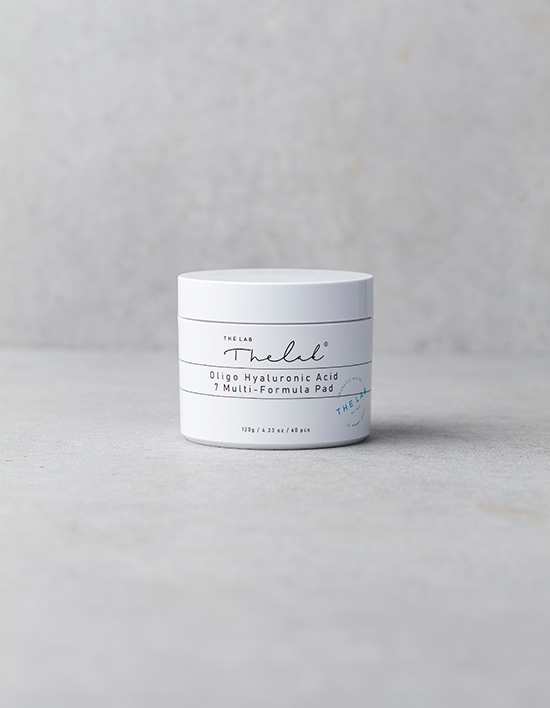 THE LAB
Thelab©
Oligo Hyaluronic Acid
7 Multi-Formula Pad
120g / 4.23 oz / 60 pcs
THE LAB